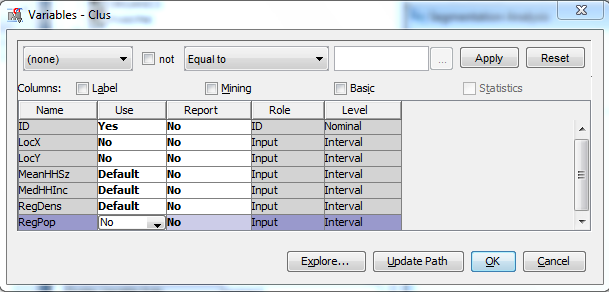 Variables - Clus
(none) not Equal to ... Apply Reset
Columns: Label Mining Basic Statistics
Name Use Report Role Level
ID Yes No ID Nominal
LocX No No Input Interval
LocY No No Input Interval
MeanHHSz Default No Input Interval
MedHHInc Default No Input Interval
RegDens Default No Input Interval
RegPop No No Input Interval
Explore... Update Path OK Cancel